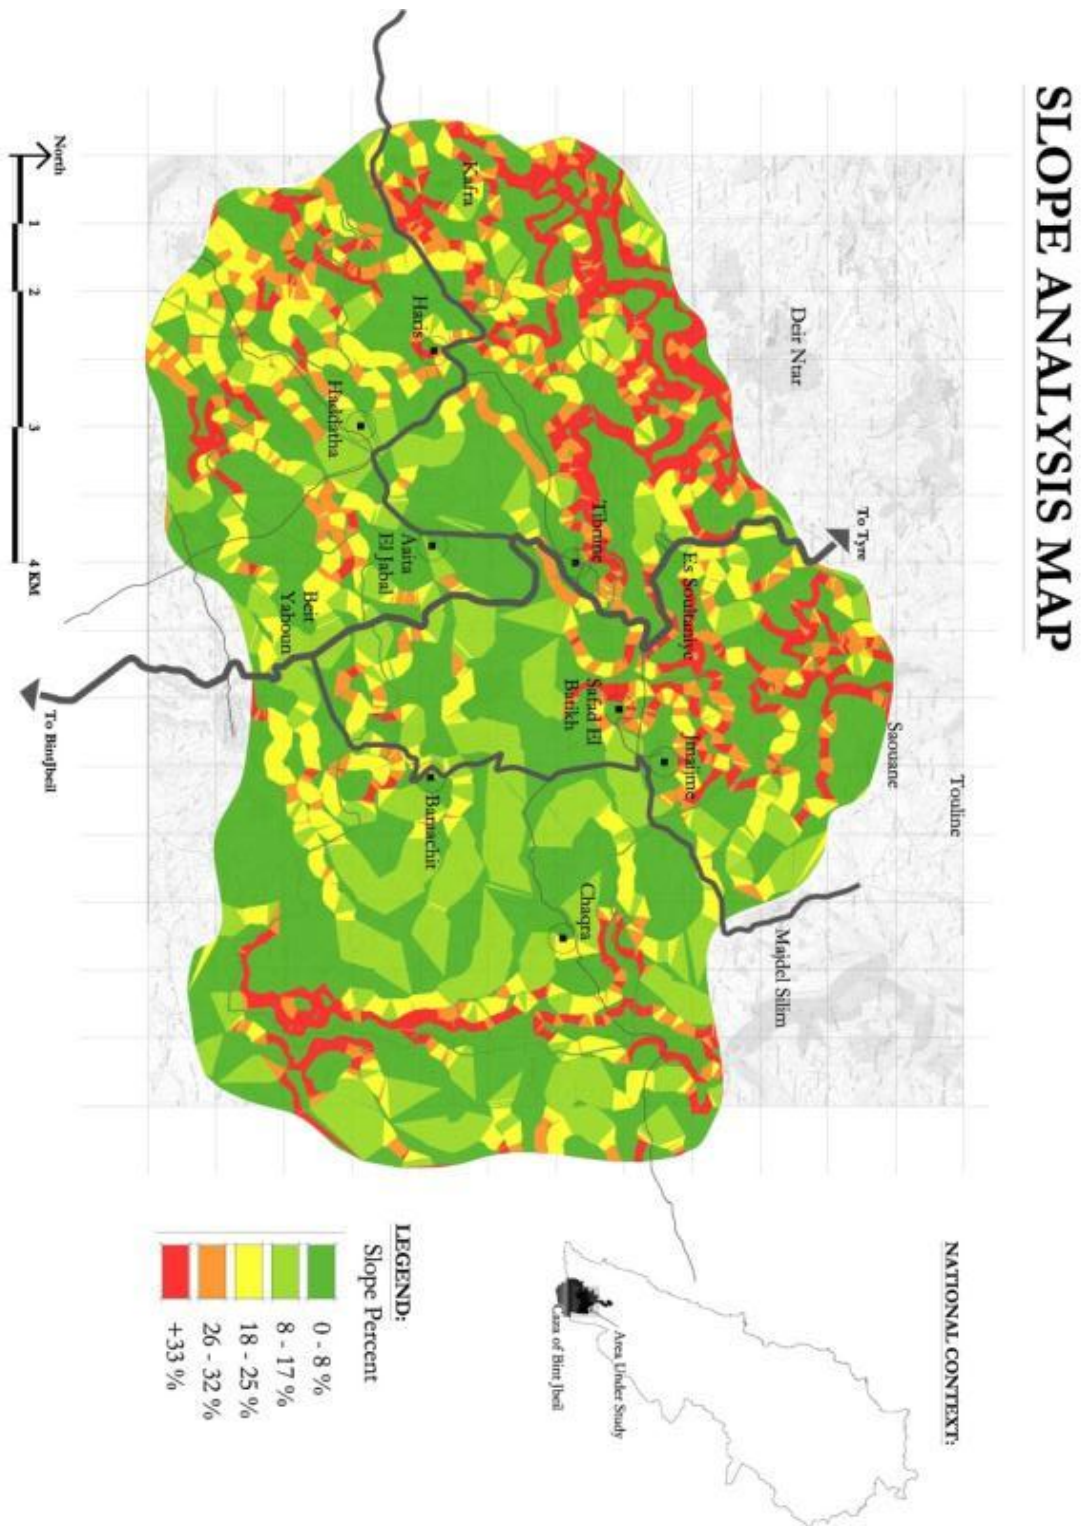 SLOPE ANALYSIS MAP
Deir Ntar
To Tyre
Saouane
Touline
Majdel Silim
Kafra
Haris
Haddatha
Tibnine
Es Soultaniye
Aaita
El Jabal
Beit
Yahoun
Safad El
Batikh
Jmaijme
Baraachit
Chaqra
To BintJbeil
North
1
2
3
4 KM
NATIONAL CONTEXT:
Area Under Study
Caza of Bint Jbeil
LEGEND:
Slope Percent
0 - 8 %
8 - 17 %
18 - 25 %
26 - 32 %
+33 %